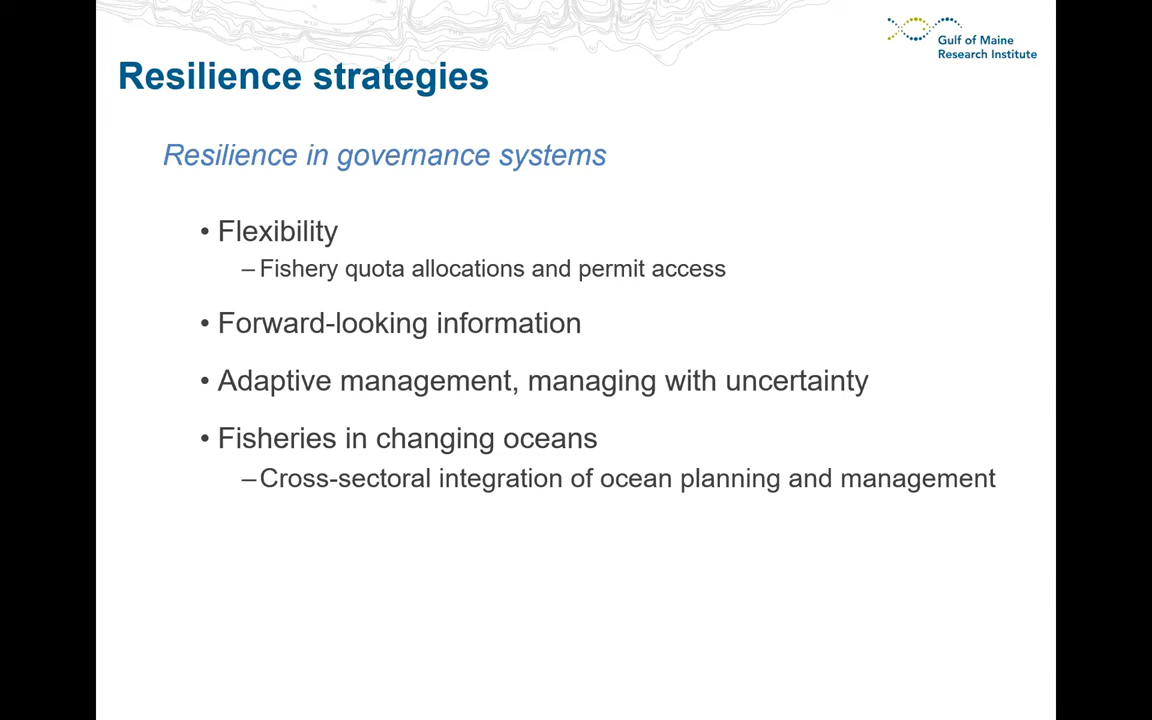 Gulf of Maine
Research Institute
Resilience strategies
Resilience in governance systems
• Flexibility
– Fishery quota allocations and permit access
• Forward-looking information
• Adaptive management, managing with uncertainty
• Fisheries in changing oceans
– Cross-sectoral integration of ocean planning and management